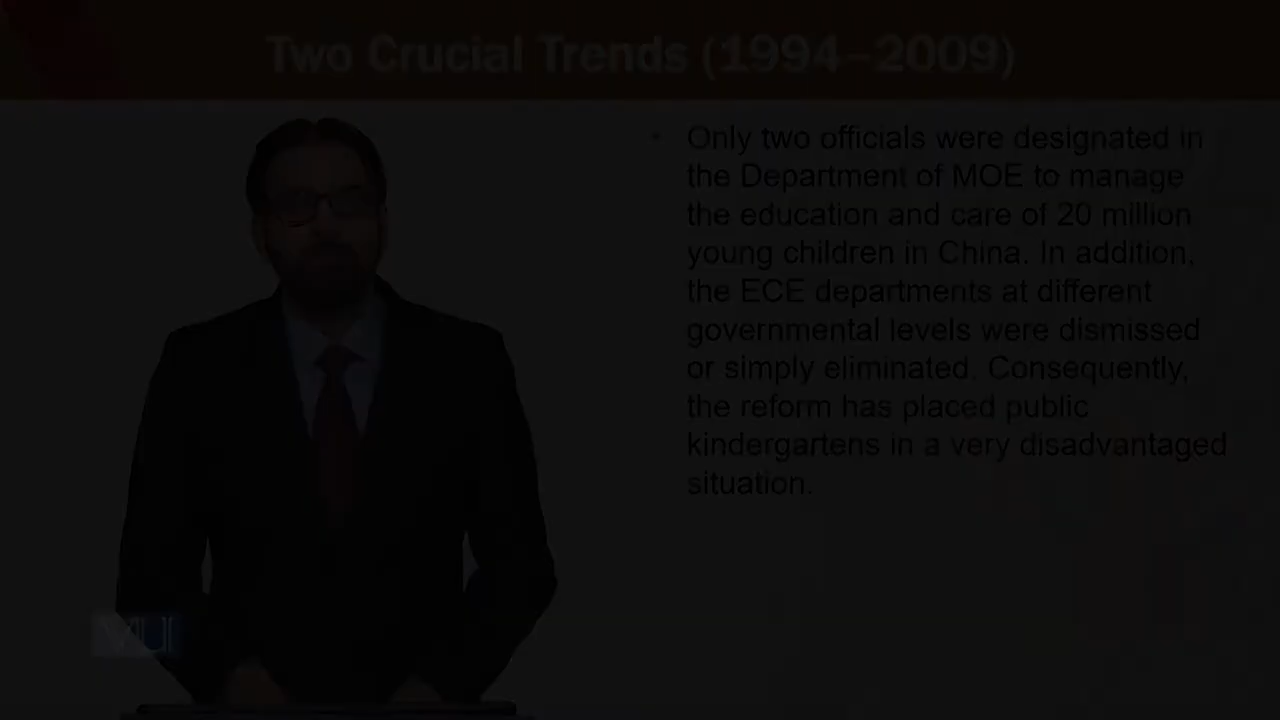 Two Crucial Trends (1994–2009)
• Only two officials were designated in
the Department of MOE to manage
the education and care of 20 million
young children in China. In addition,
the ECE departments at different
governmental levels were dismissed
or simply eliminated. Consequently,
the reform has placed public
kindergartens in a very disadvantaged
situation.
VU